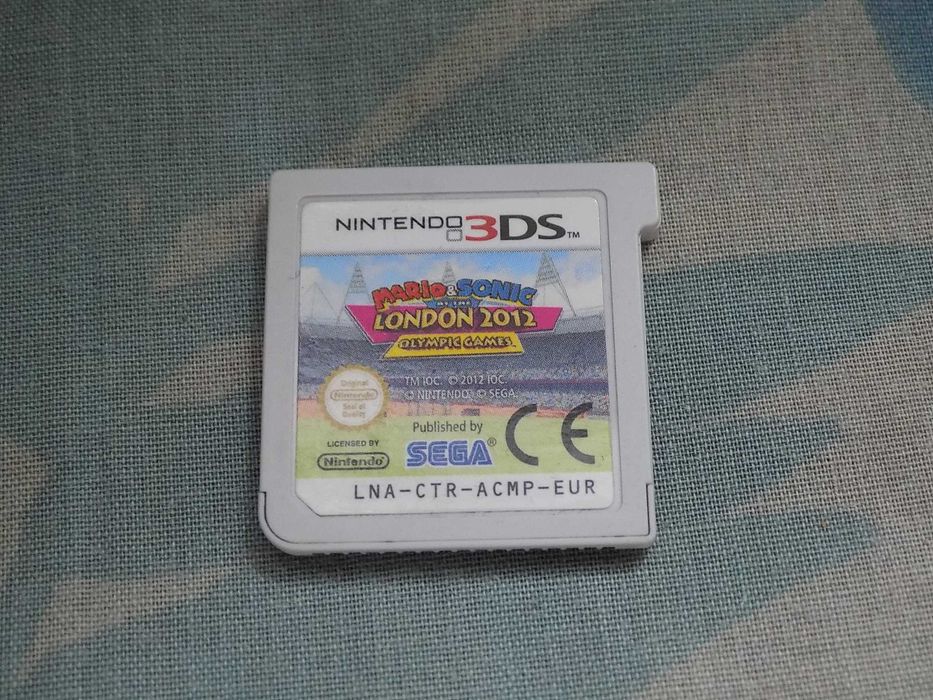 NINTENDO 3DS™
MARIO & SONIC
AT THE
LONDON 2012
OLYMPIC GAMES
TM IOC. © 2012 IOC.
© NINTENDO. © SEGA.
Original
Nintendo
Seal of
Quality
Published by
SEGA®
CE
LICENSED BY
Nintendo
LNA-CTR-ACMP-EUR